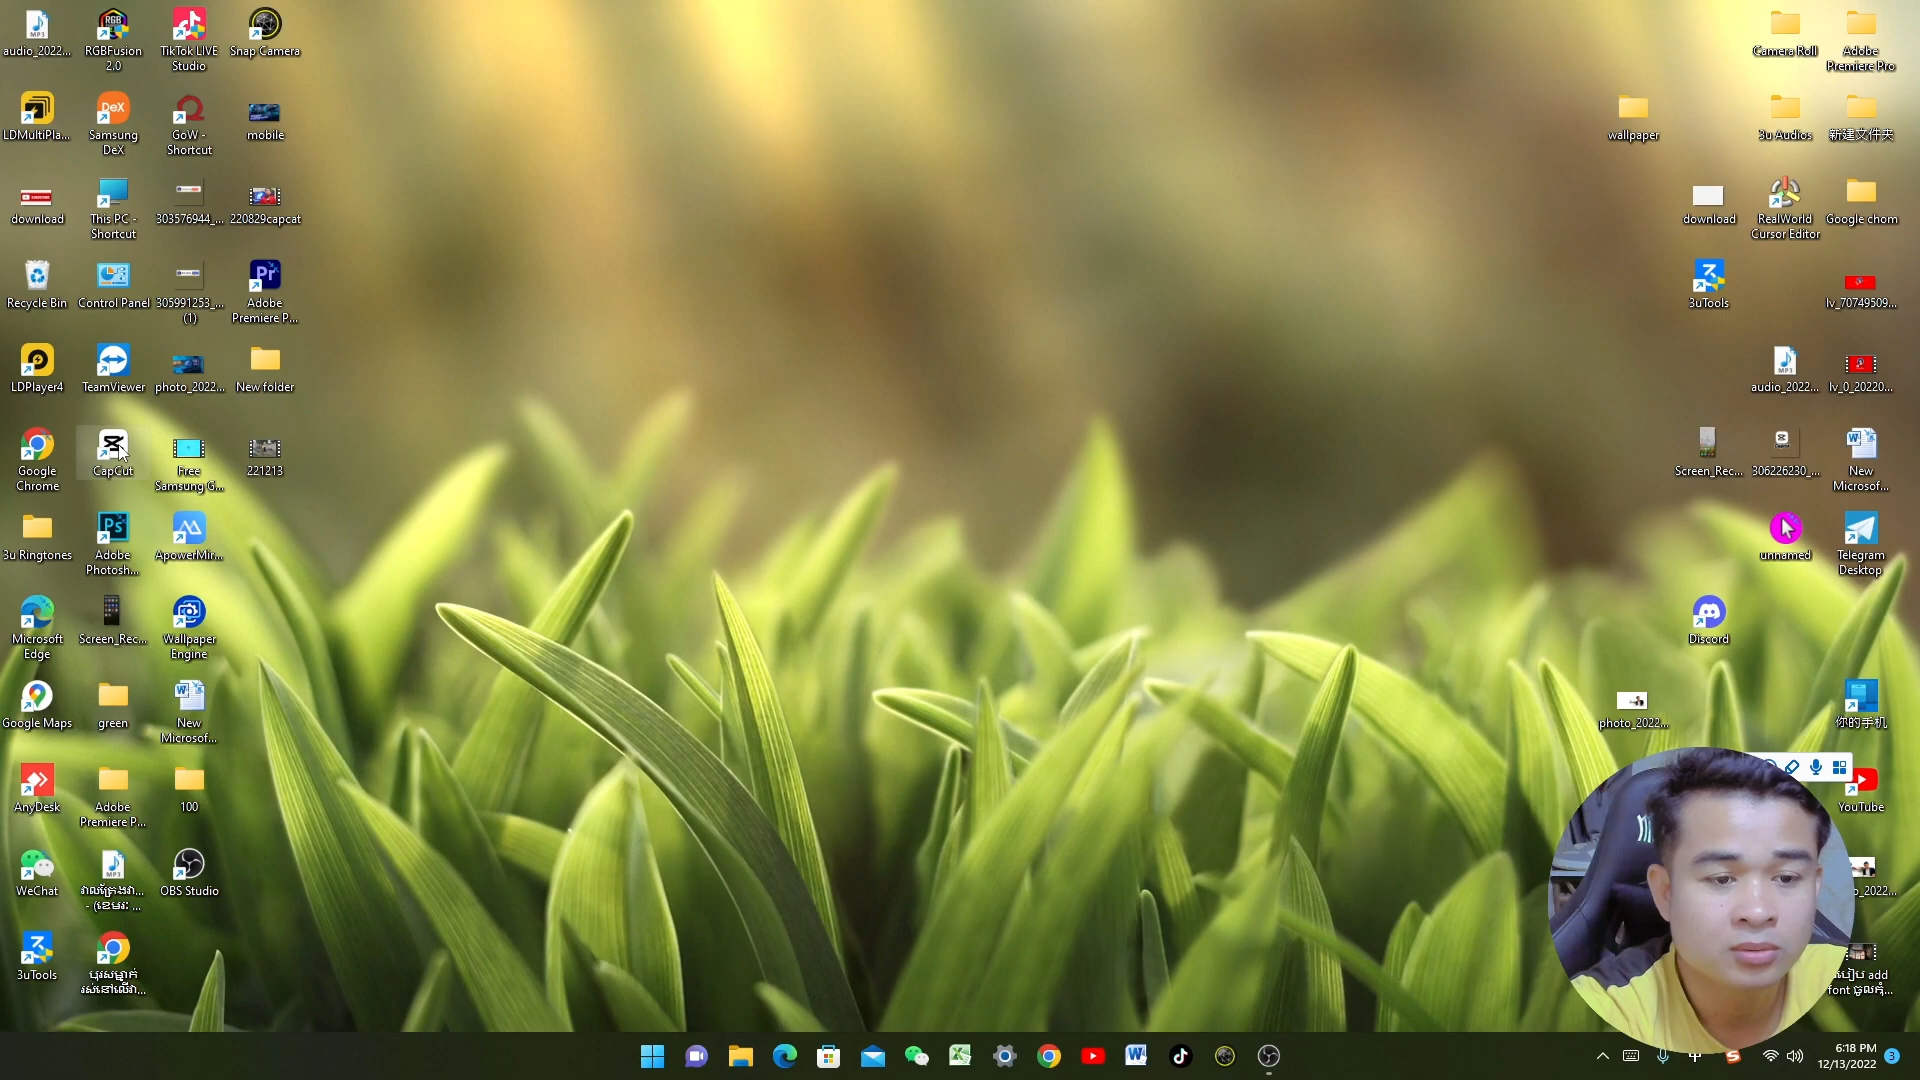 audio_2022...
RGBFusion
2.0
TikTok LIVE
Studio
Snap Camera
LDMultiPla...
Samsung
DeX
GoW -
Shortcut
mobile
download
This PC -
Shortcut
303576944_...
220829capcat
Recycle Bin
Control Panel
305991253_...
(1)
Adobe
Premiere P...
LDPlayer4
TeamViewer
photo_2022...
New folder
Google
Chrome
CapCut
Free
Samsung G...
221213
3u Ringtones
Adobe
Photosh...
ApowerMir...
Microsoft
Edge
Screen_Rec...
Wallpaper
Engine
Google Maps
green
New
Microsof...
AnyDesk
Adobe
Premiere P...
100
WeChat
OBS Studio
3uTools
Camera Roll
Adobe
Premiere Pro
wallpaper
3u Audios
新建文件夹
download
RealWorld
Cursor Editor
Google chom
3uTools
lv_70749509...
audio_2022...
lv_0_20220...
Screen_Rec...
306226230_...
New
Microsof...
unnamed
Telegram
Desktop
Discord
photo_2022...
你的手机
YouTube
add
font
6:18 PM
12/13/2022
3